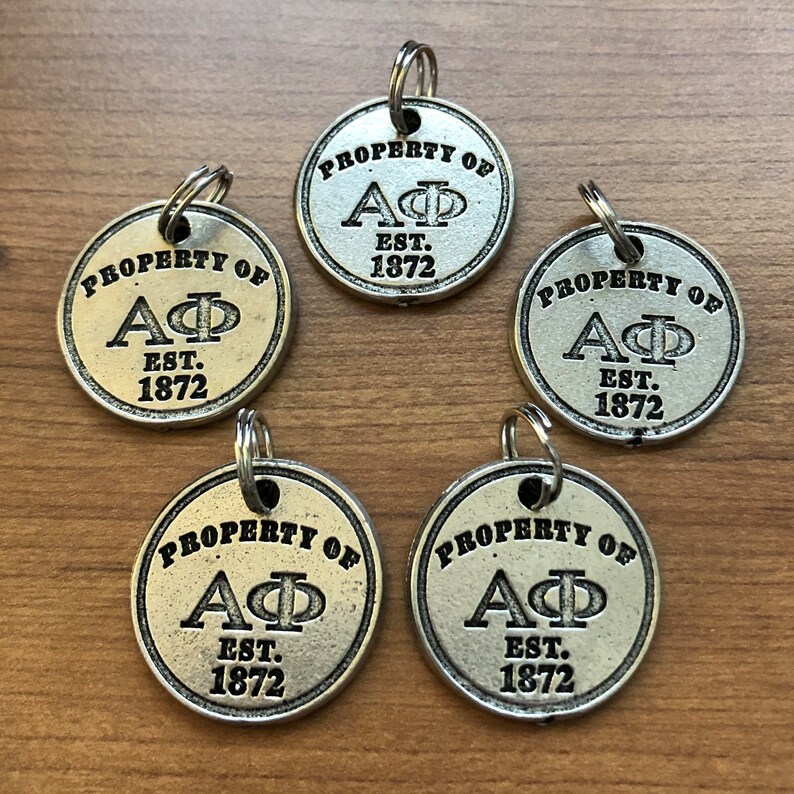 PROPERTY OF
ΑΦ
EST.
1872
PROPERTY OF
ΑΦ
EST.
1872
PROPERTY OF
ΑΦ
EST.
1872
PROPERTY OF
ΑΦ
EST.
1872
PROPERTY OF
ΑΦ
EST.
1872